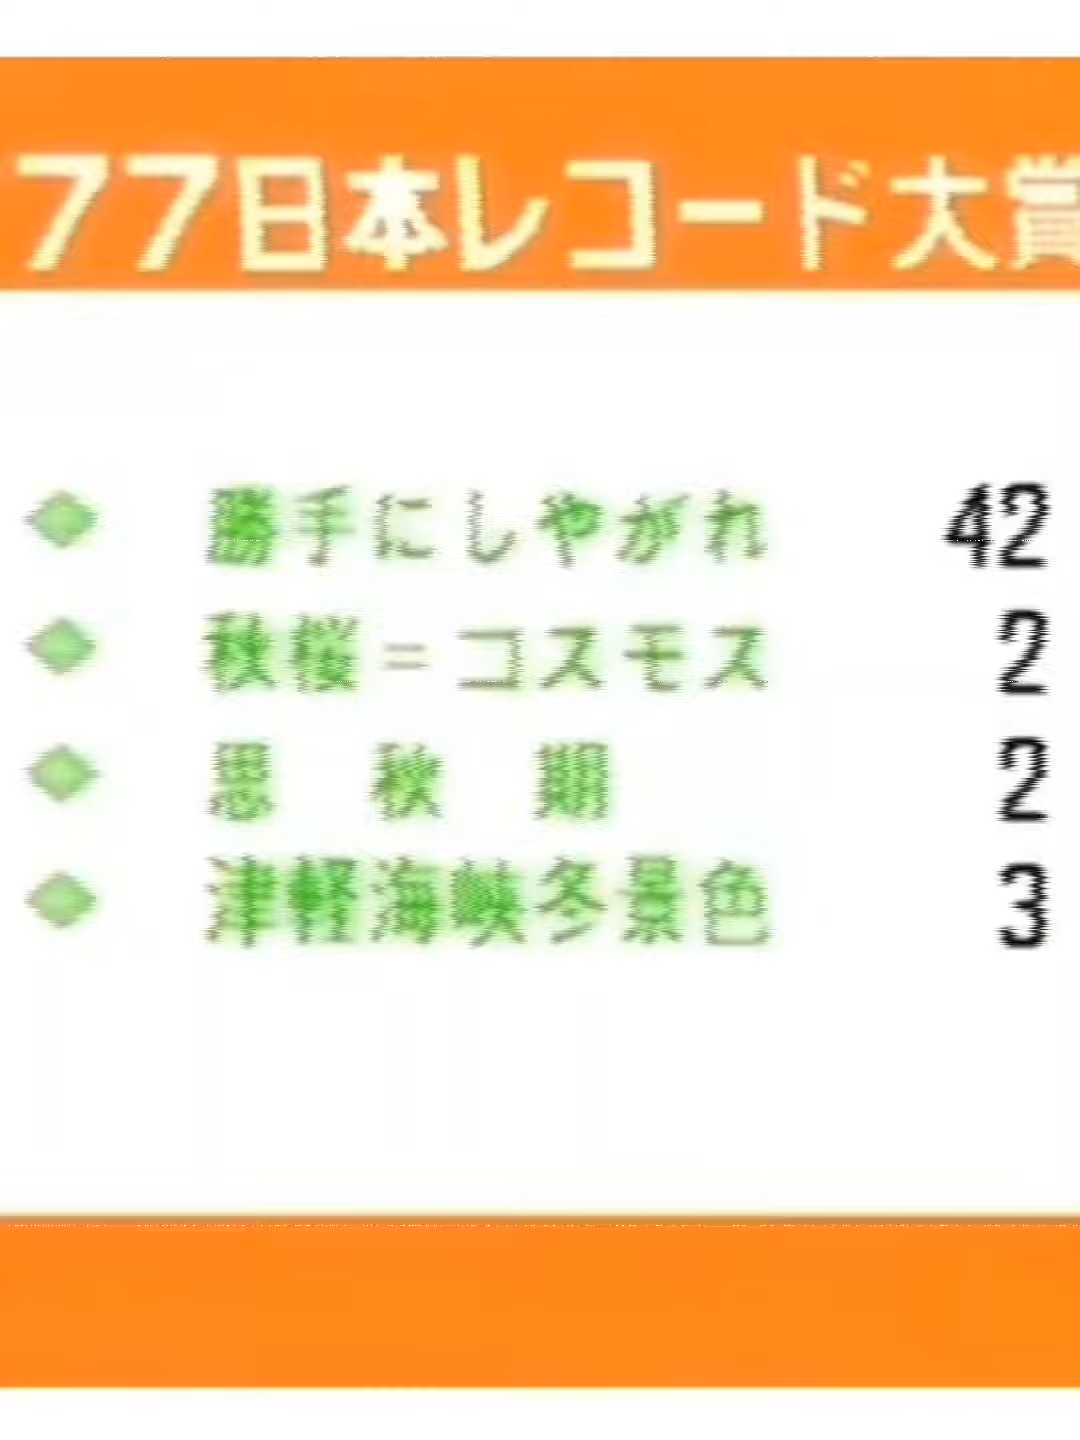 77日本レコード大賞
◆ 勝手にしやがれ 42
◆ 秋桜=コスモス 2
◆ 思秋期 2
◆ 津軽海峡冬景色 3